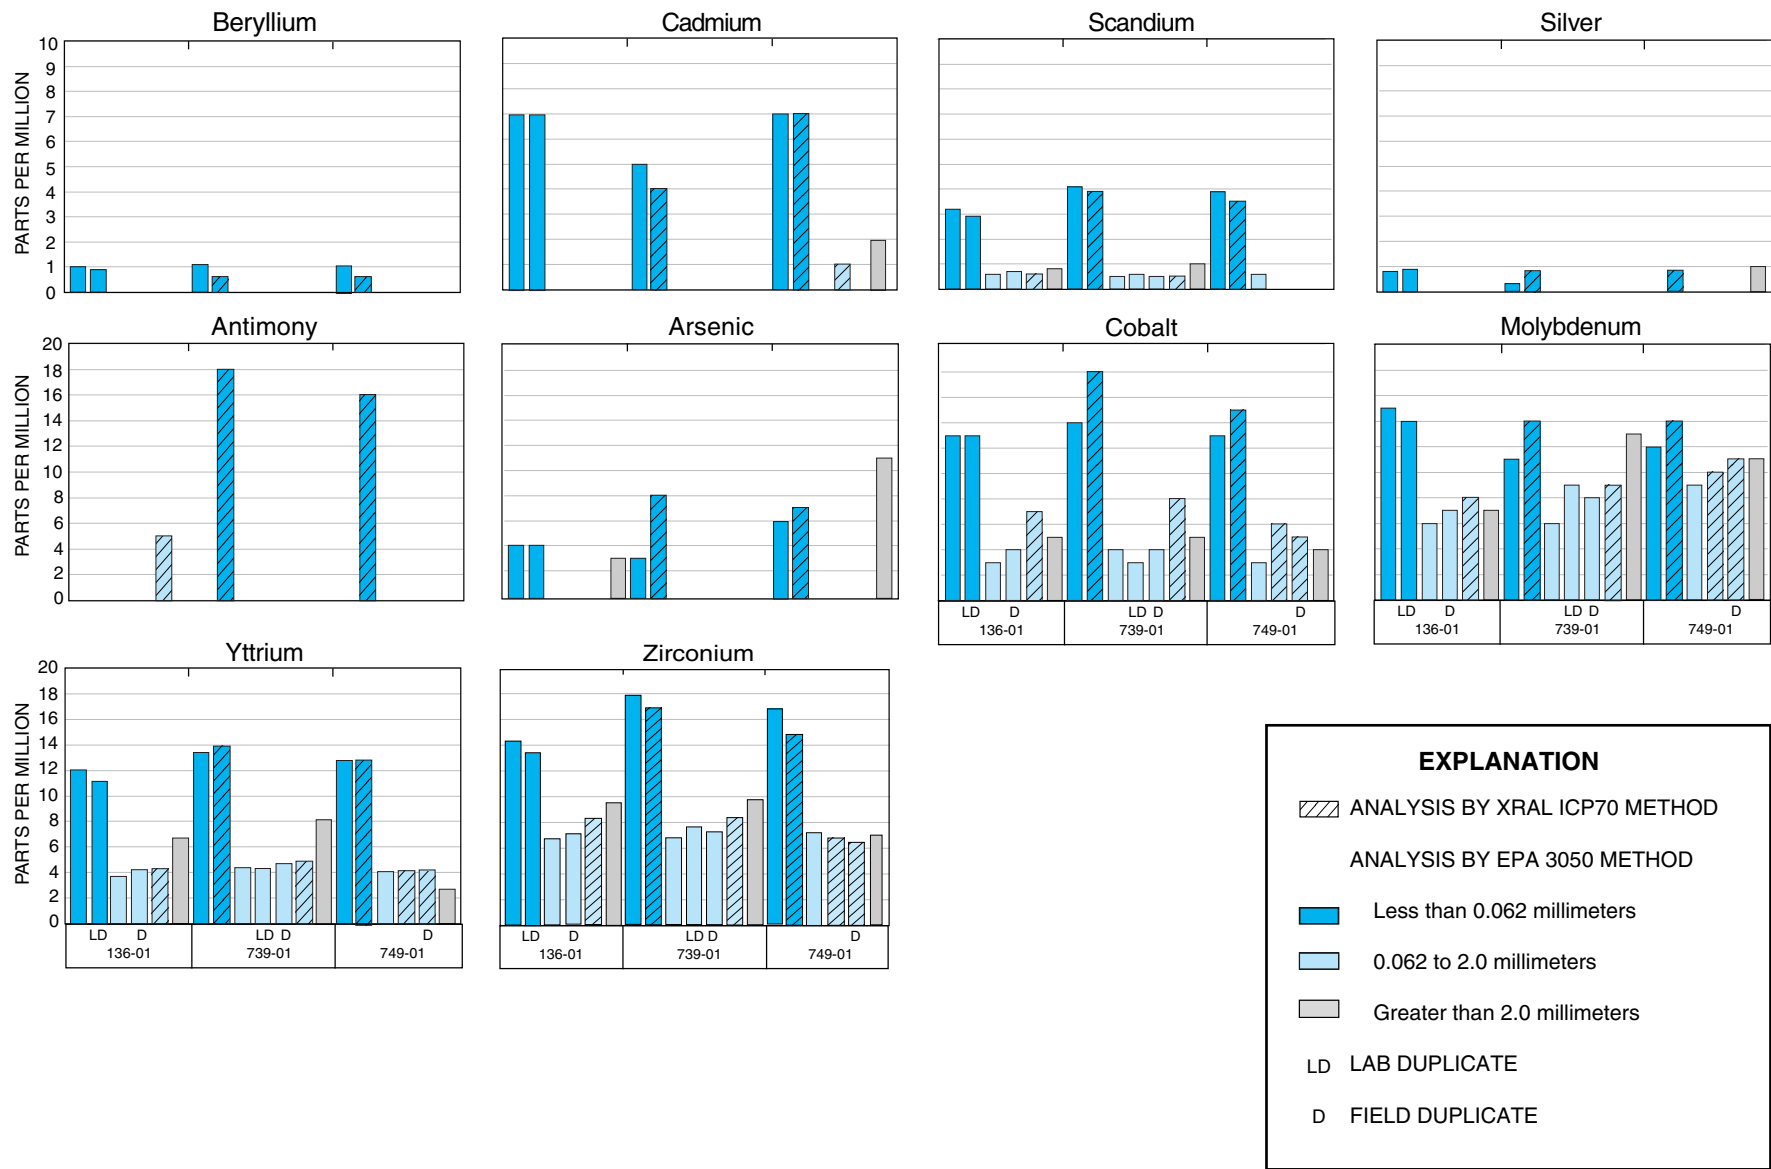 Beryllium
Cadmium
Scandium
Silver
PARTS PER MILLION
10
9
8
7
6
5
4
3
2
1
0
Antimony
Arsenic
Cobalt
Molybdenum
PARTS PER MILLION
20
18
16
14
12
10
8
6
4
2
0
LD D LD D D
136-01 739-01 749-01
LD D LD D D
136-01 739-01 749-01
Yttrium
Zirconium
PARTS PER MILLION
20
18
16
14
12
10
8
6
4
2
0
LD D LD D D
136-01 739-01 749-01
LD D LD D D
136-01 739-01 749-01
EXPLANATION
ANALYSIS BY XRAL ICP70 METHOD
ANALYSIS BY EPA 3050 METHOD
Less than 0.062 millimeters
0.062 to 2.0 millimeters
Greater than 2.0 millimeters
LD LAB DUPLICATE
D FIELD DUPLICATE